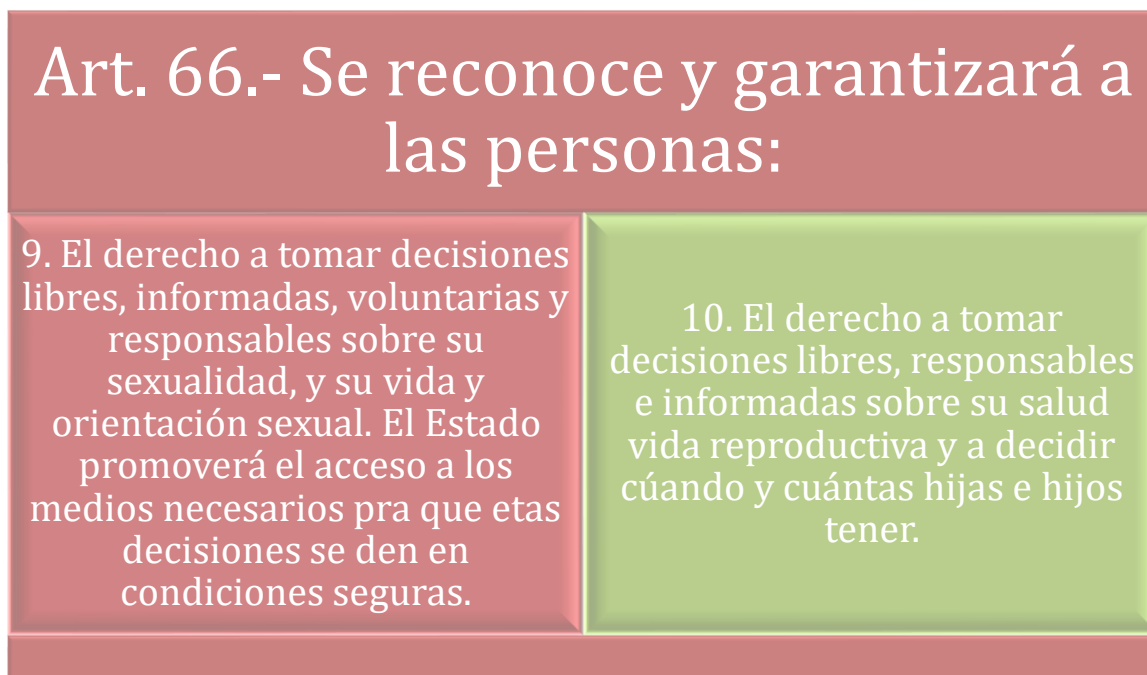 Art. 66.- Se reconoce y garantizará a
las personas:
9. El derecho a tomar decisiones
libres, informadas, voluntarias y
responsables sobre su
sexualidad, y su vida y
orientación sexual. El Estado
promoverá el acceso a los
medios necesarios pra que etas
decisiones se den en
condiciones seguras.
10. El derecho a tomar
decisiones libres, responsables
e informadas sobre su salud
vida reproductiva y a decidir
cúando y cuántas hijas e hijos
tener.